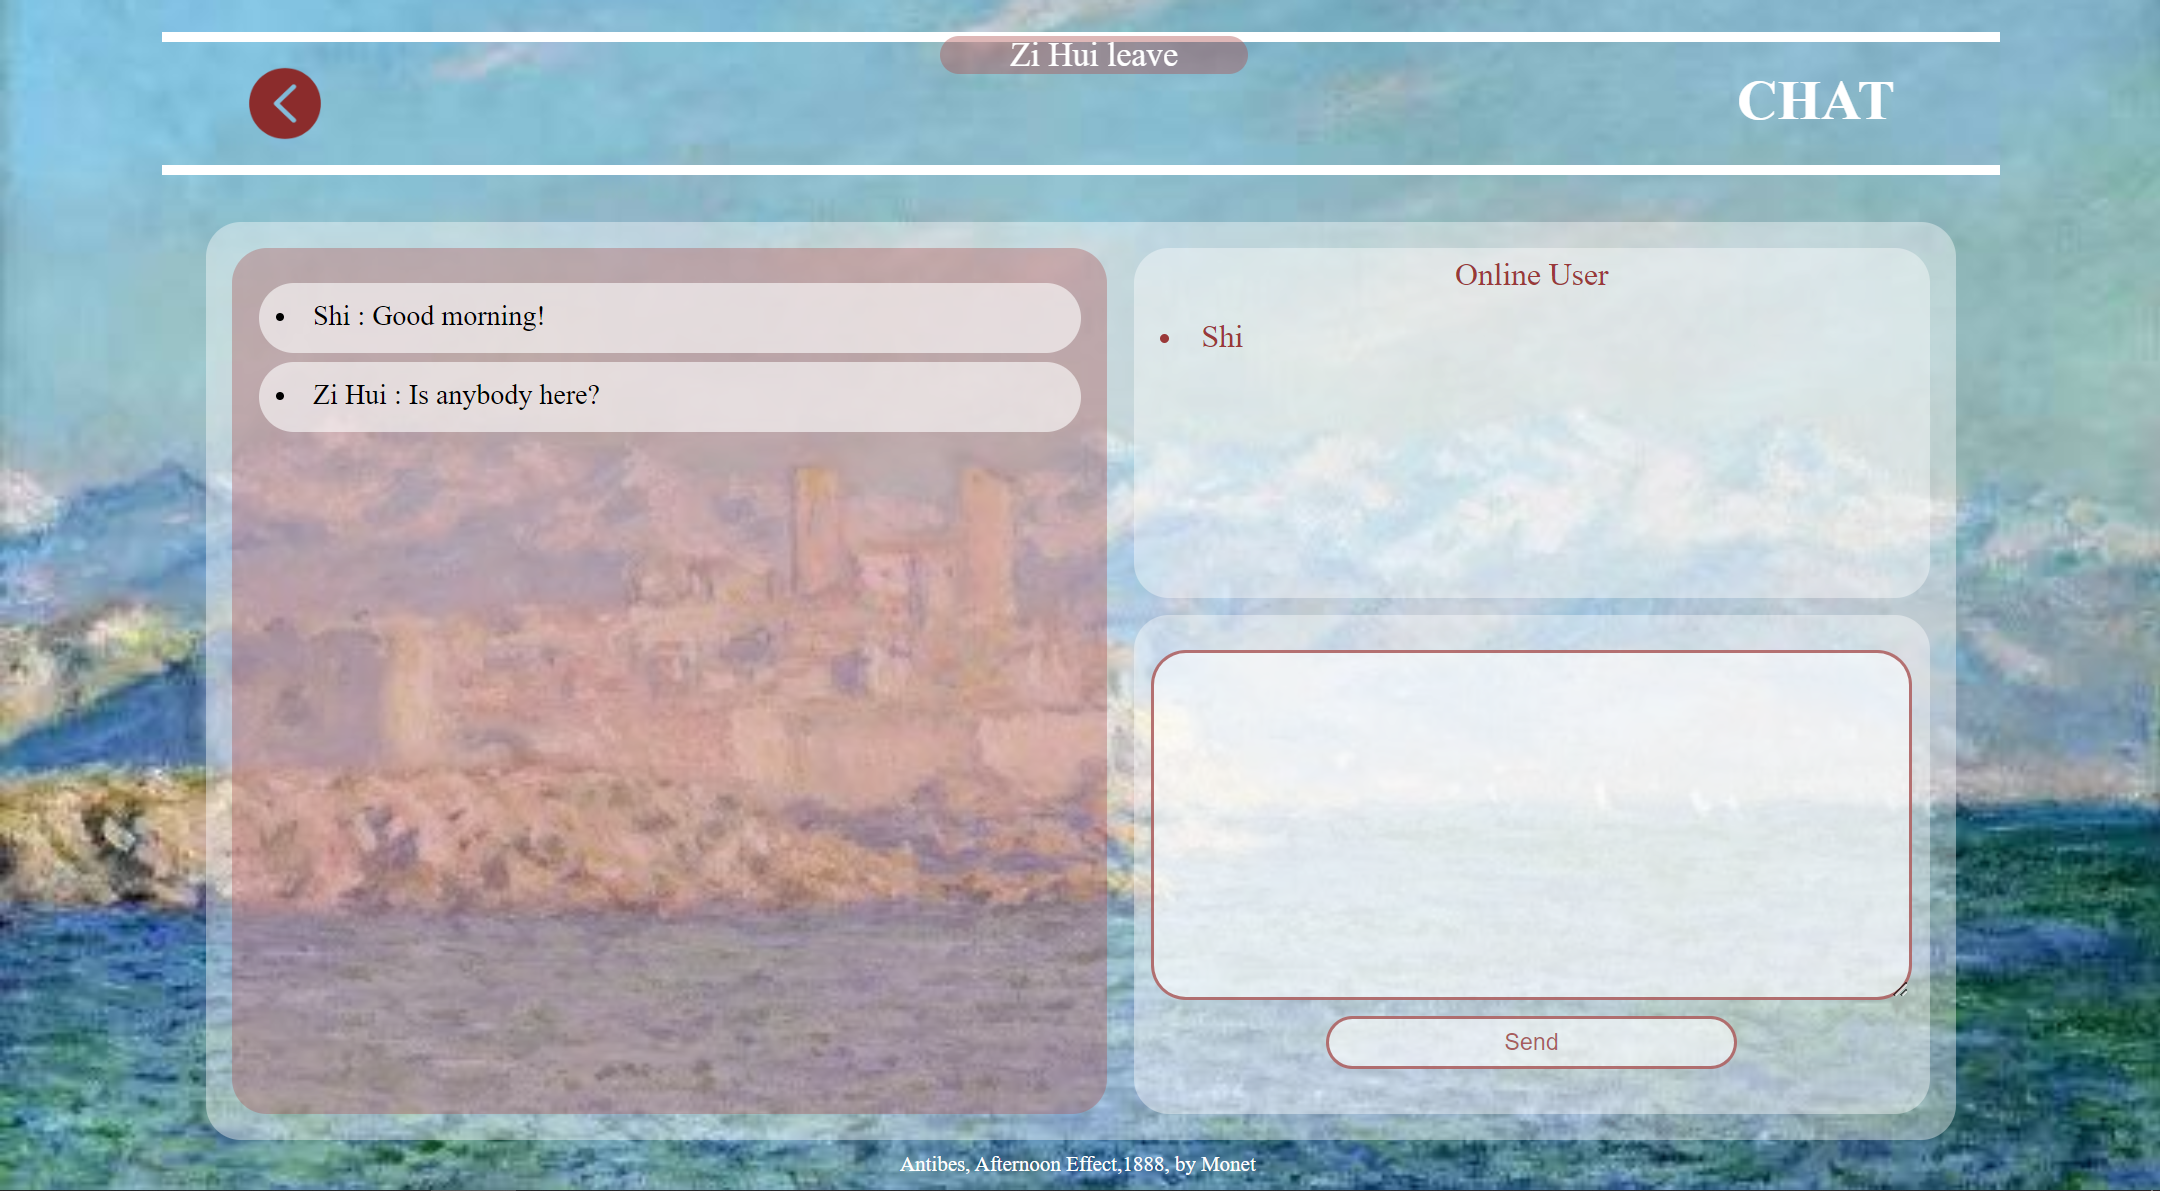 Zi Hui leave
CHAT
Shi : Good morning!
Zi Hui : Is anybody here?
Online User
Shi
Send
Antibes, Afternoon Effect,1888, by Monet